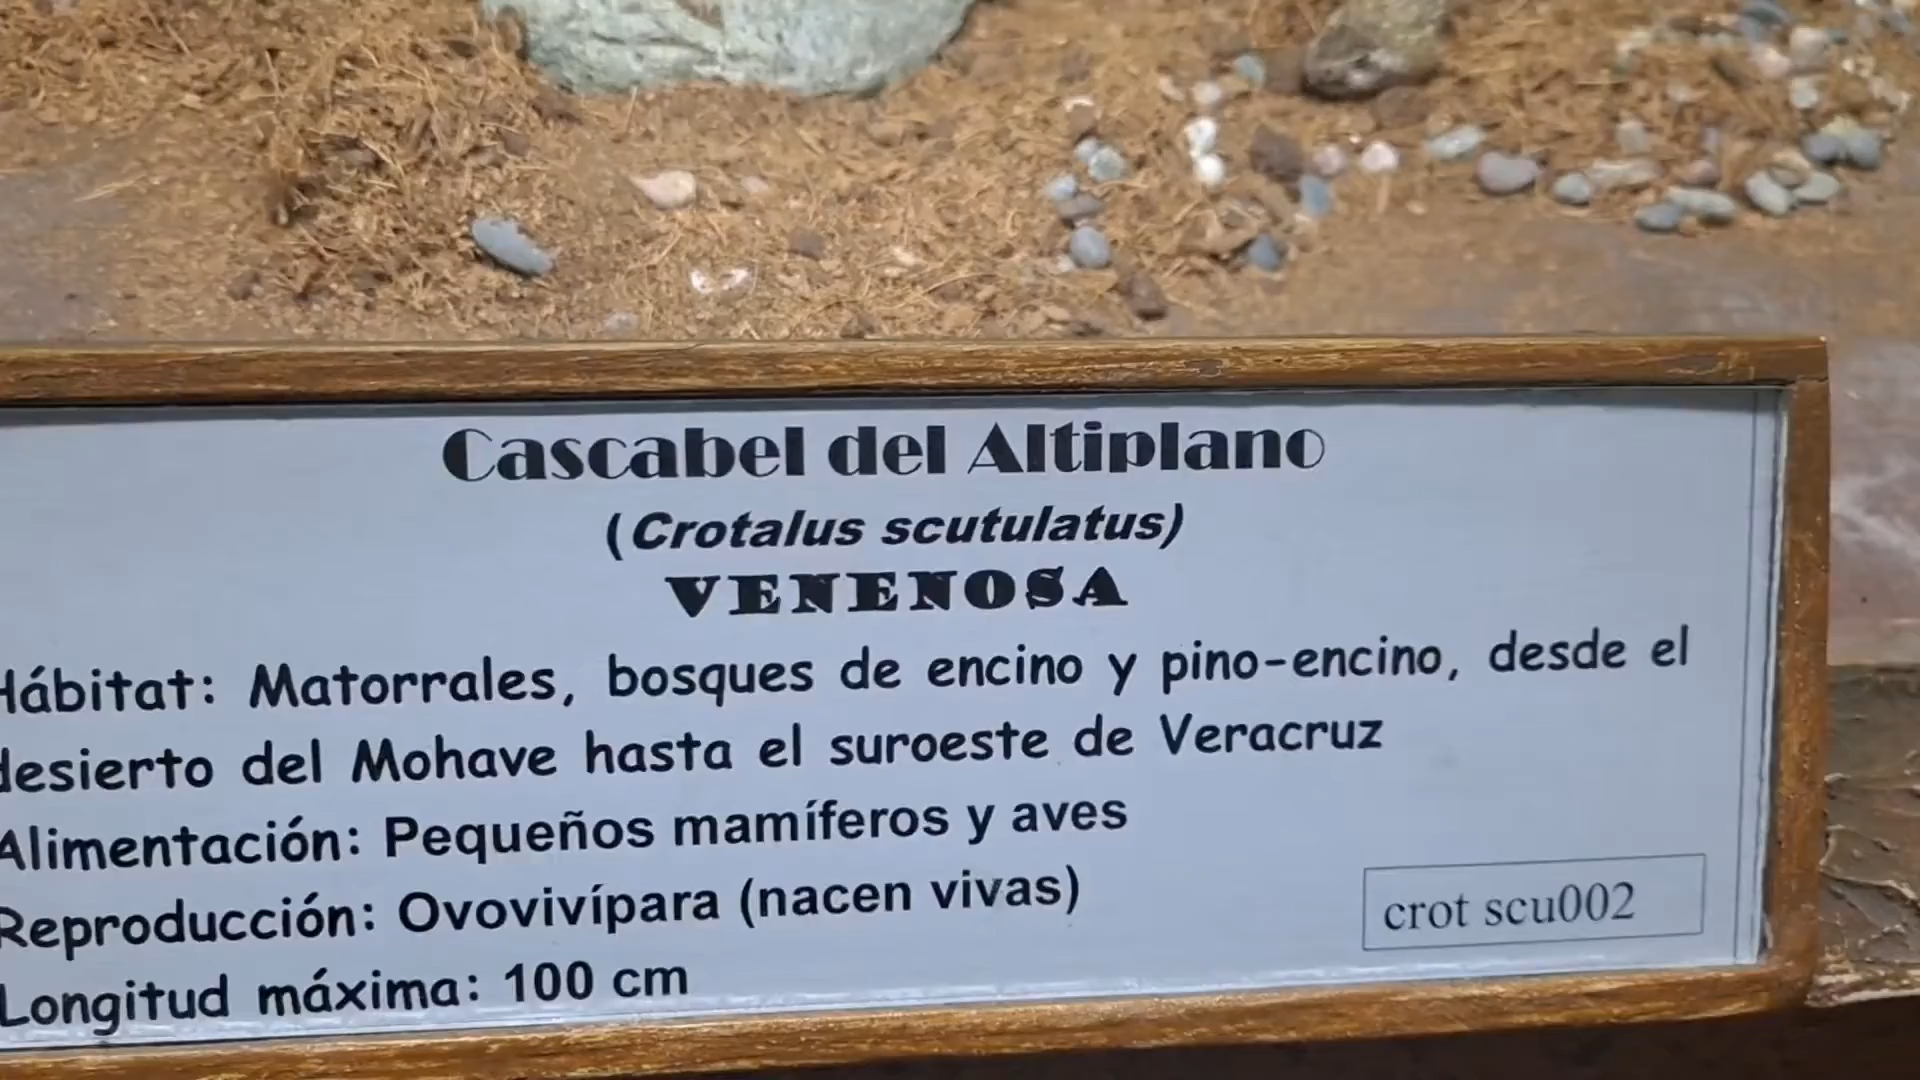 Cascabel del Altiplano
(Crotalus scutulatus)
VENENOSA
Hábitat: Matorrales, bosques de encino y pino-encino, desde el
desierto del Mohave hasta el suroeste de Veracruz
Alimentación: Pequeños mamíferos y aves
Reproducción: Ovovivípara (nacen vivas)
crot scu002
Longitud máxima: 100 cm